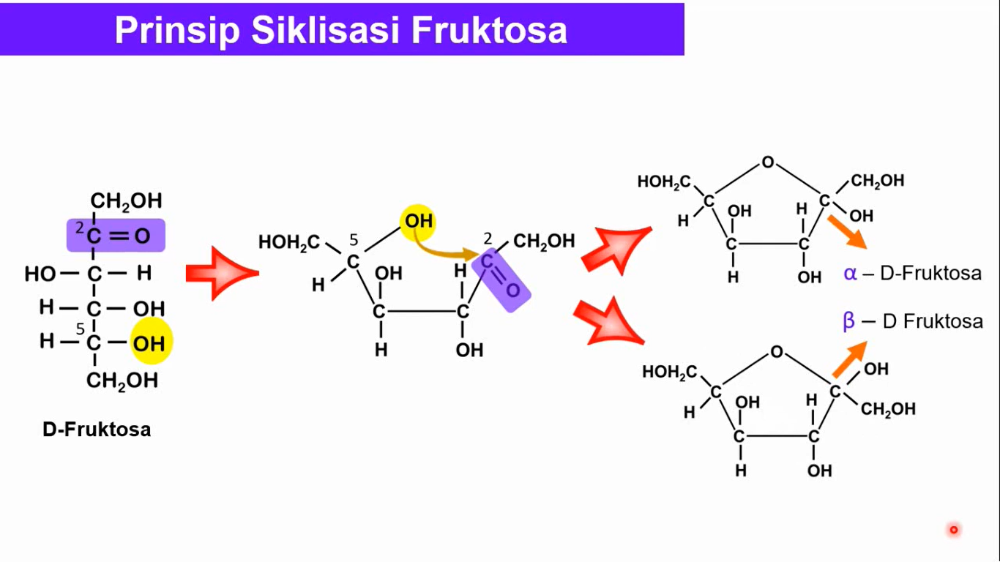 Prinsip Siklisasi Fruktosa
CH₂OH
²C=O
HO—C—H
H—C—OH
H—⁵C—OH
CH₂OH
D-Fruktosa
OH
HOH₂C 5 2 CH₂OH
C C
H OH H O
C C
H OH
O
HOH₂C CH₂OH
C C
H OH H OH
C C
H OH
α – D-Fruktosa
β – D Fruktosa
O
HOH₂C OH
C C
H OH H CH₂OH
C C
H OH